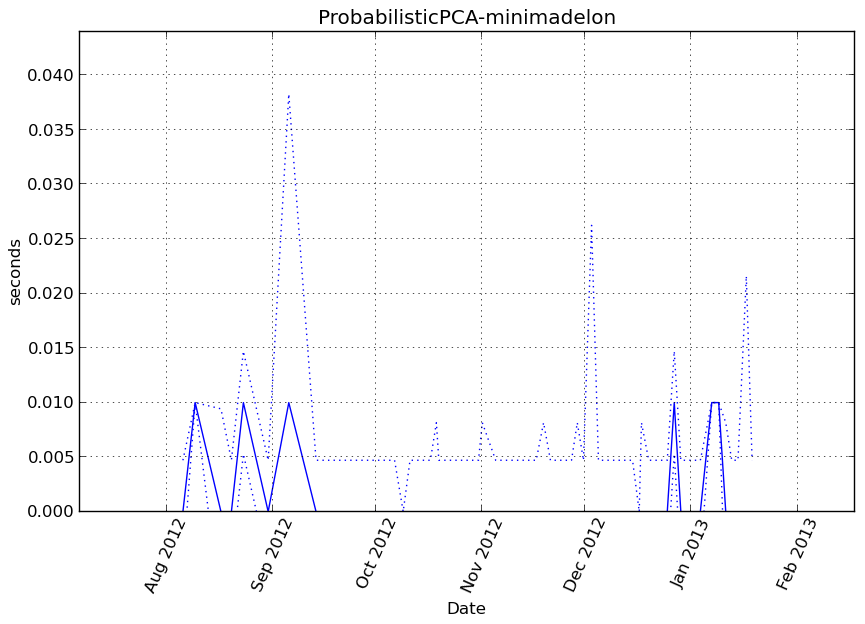 ProbabilisticPCA-minimadelon
0.040
0.035
0.030
0.025
0.020
0.015
0.010
0.005
0.000
seconds
Aug 2012
Sep 2012
Oct 2012
Nov 2012
Dec 2012
Jan 2013
Feb 2013
Date